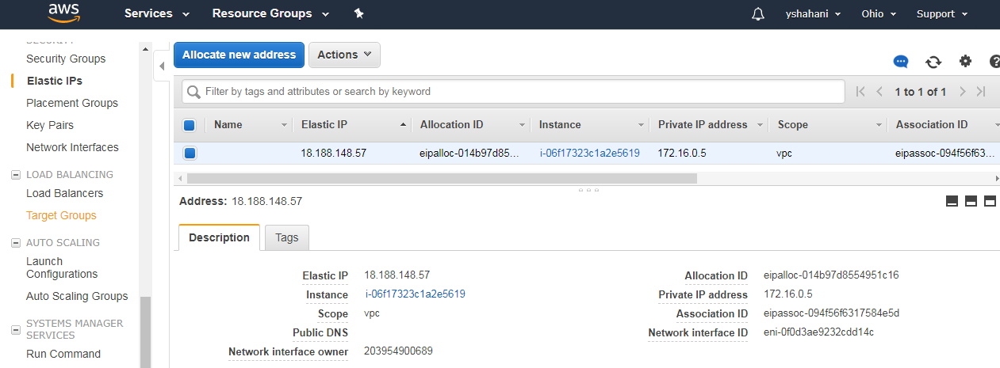 aws Services Resource Groups yshahani Ohio Support
SECURITY
Security Groups
Elastic IPs
Placement Groups
Key Pairs
Network Interfaces
LOAD BALANCING
Load Balancers
Target Groups
AUTO SCALING
Launch
Configurations
Auto Scaling Groups
SYSTEMS MANAGER
SERVICES
Run Command
Allocate new address Actions
Filter by tags and attributes or search by keyword 1 to 1 of 1
Name Elastic IP Allocation ID Instance Private IP address Scope Association ID
18.188.148.57 eipalloc-014b97d85... i-06f17323c1a2e5619 172.16.0.5 vpc eipassoc-094f56f63...
Address: 18.188.148.57
Description Tags
Elastic IP 18.188.148.57 Allocation ID eipalloc-014b97d8554951c16
Instance i-06f17323c1a2e5619 Private IP address 172.16.0.5
Scope vpc Association ID eipassoc-094f56f6317584e5d
Public DNS Network interface ID eni-0f0d3ae9232cdd14c
Network interface owner 203954900689